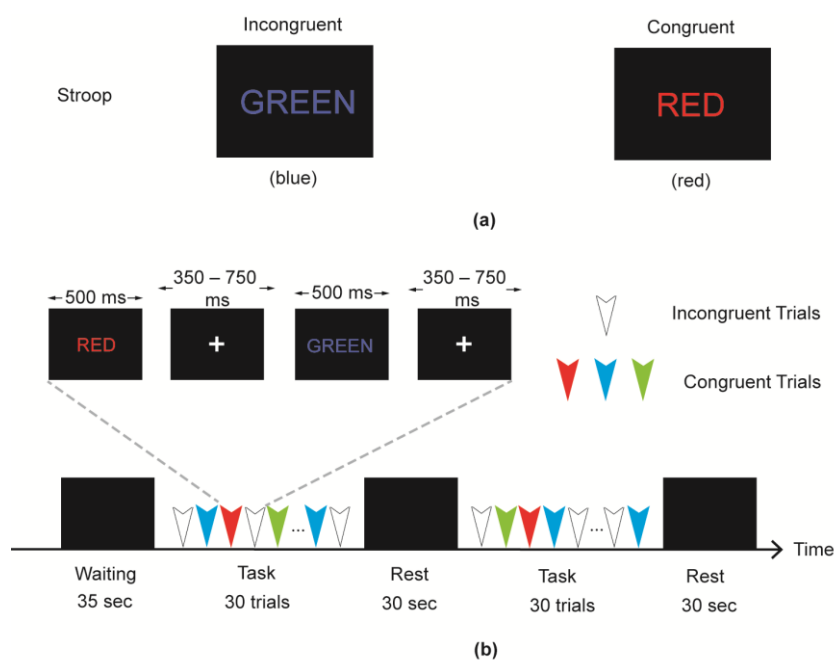 Incongruent
Congruent
Stroop
GREEN
RED
(blue)
(red)
(a)
500 ms
350 – 750
ms
500 ms
350 – 750
ms
RED
+
GREEN
+
Incongruent Trials
Congruent Trials
...
...
Time
Waiting
Task
Rest
Task
Rest
35 sec
30 trials
30 sec
30 trials
30 sec
(b)